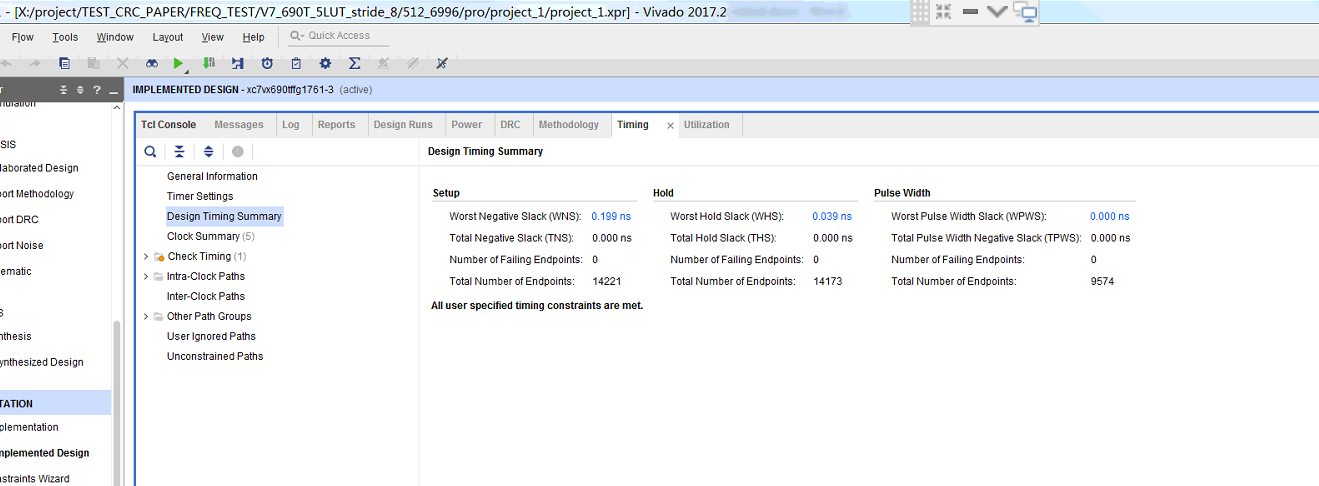 - [X:/project/TEST_CRC_PAPER/FREQ_TEST/V7_690T_5LUT_stride_8/512_6996/pro/project_1/project_1.xpr] - Vivado 2017.2
Flow Tools Window Layout View Help Quick Access
IMPLEMENTED DESIGN - xc7vx690tffg1761-3 (active)
Tcl Console Messages Log Reports Design Runs Power DRC Methodology Timing × Utilization
SIS
laborated Design
port Methodology
port DRC
port Noise
ematic
S
nthesis
ynthesized Design
TATION
plementation
mplemented Design
straints Wizard
General Information
Timer Settings
Design Timing Summary
Clock Summary (5)
Check Timing (1)
Intra-Clock Paths
Inter-Clock Paths
Other Path Groups
User Ignored Paths
Unconstrained Paths
Design Timing Summary
Setup Hold Pulse Width
Worst Negative Slack (WNS): 0.199 ns Worst Hold Slack (WHS): 0.039 ns Worst Pulse Width Slack (WPWS): 0.000 ns
Total Negative Slack (TNS): 0.000 ns Total Hold Slack (THS): 0.000 ns Total Pulse Width Negative Slack (TPWS): 0.000 ns
Number of Failing Endpoints: 0 Number of Failing Endpoints: 0 Number of Failing Endpoints: 0
Total Number of Endpoints: 14221 Total Number of Endpoints: 14173 Total Number of Endpoints: 9574
All user specified timing constraints are met.